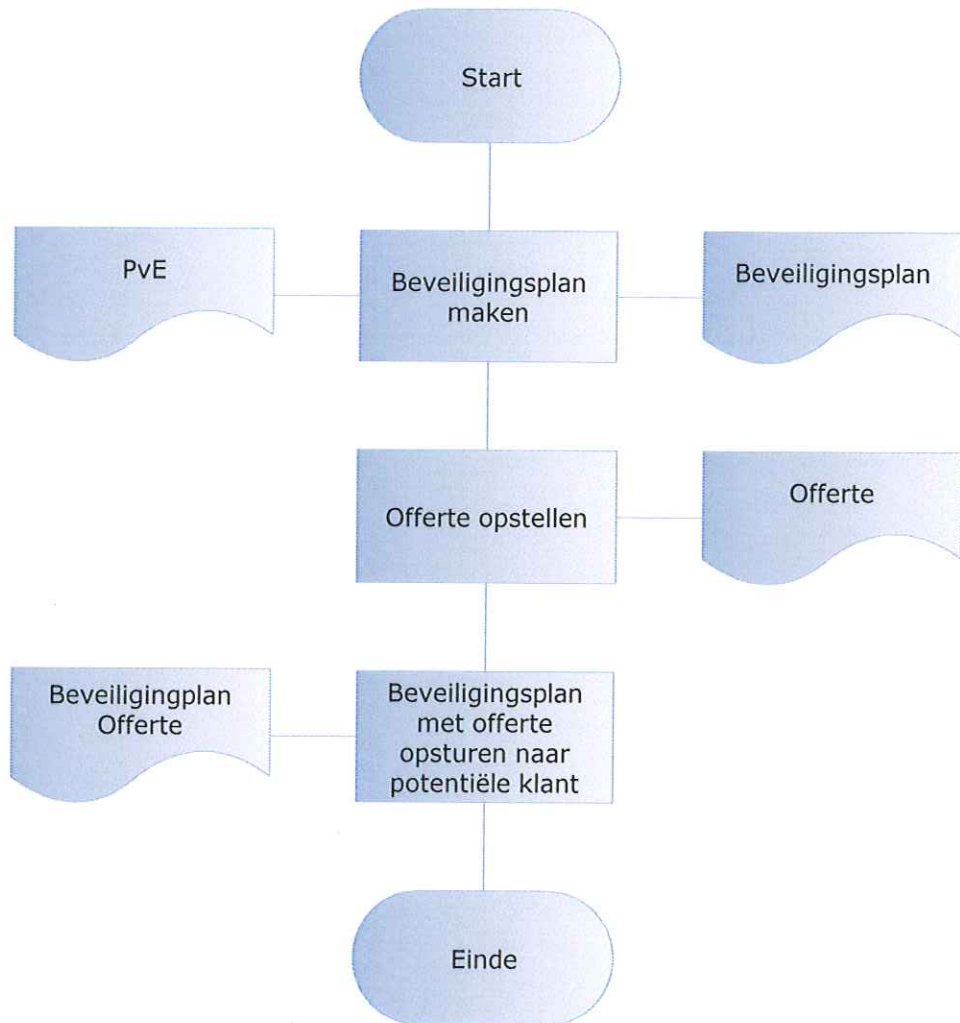 Start
PvE
Beveiligingsplan
maken
Beveiligingsplan
Offerte opstellen
Offerte
Beveiligingplan
Offerte
Beveiligingsplan
met offerte
opsturen naar
potentiële klant
Einde